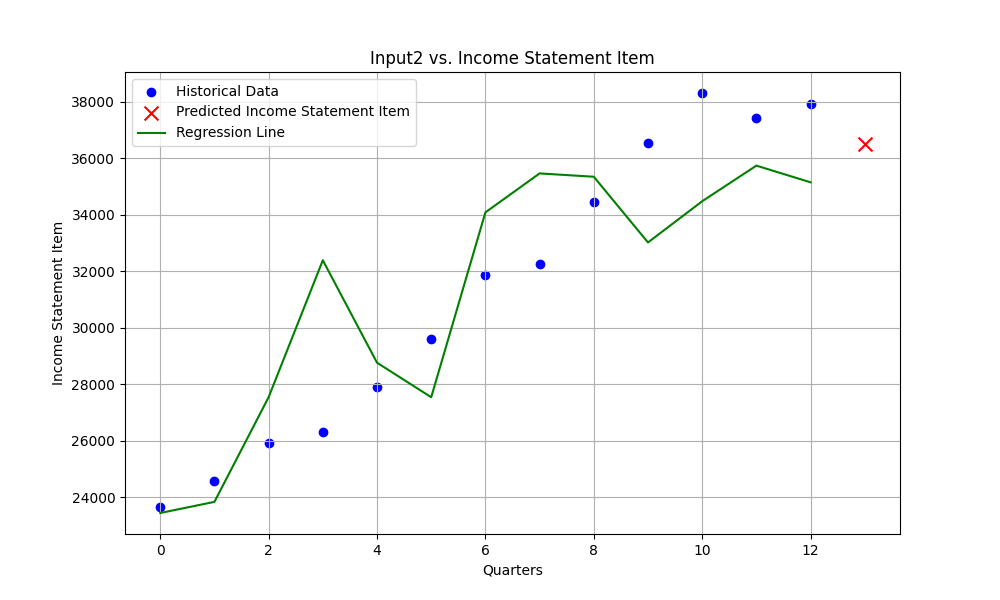 Input2 vs. Income Statement Item
Historical Data
Predicted Income Statement Item
Regression Line
38000
36000
34000
32000
30000
28000
26000
24000
Income Statement Item
0 2 4 6 8 10 12
Quarters